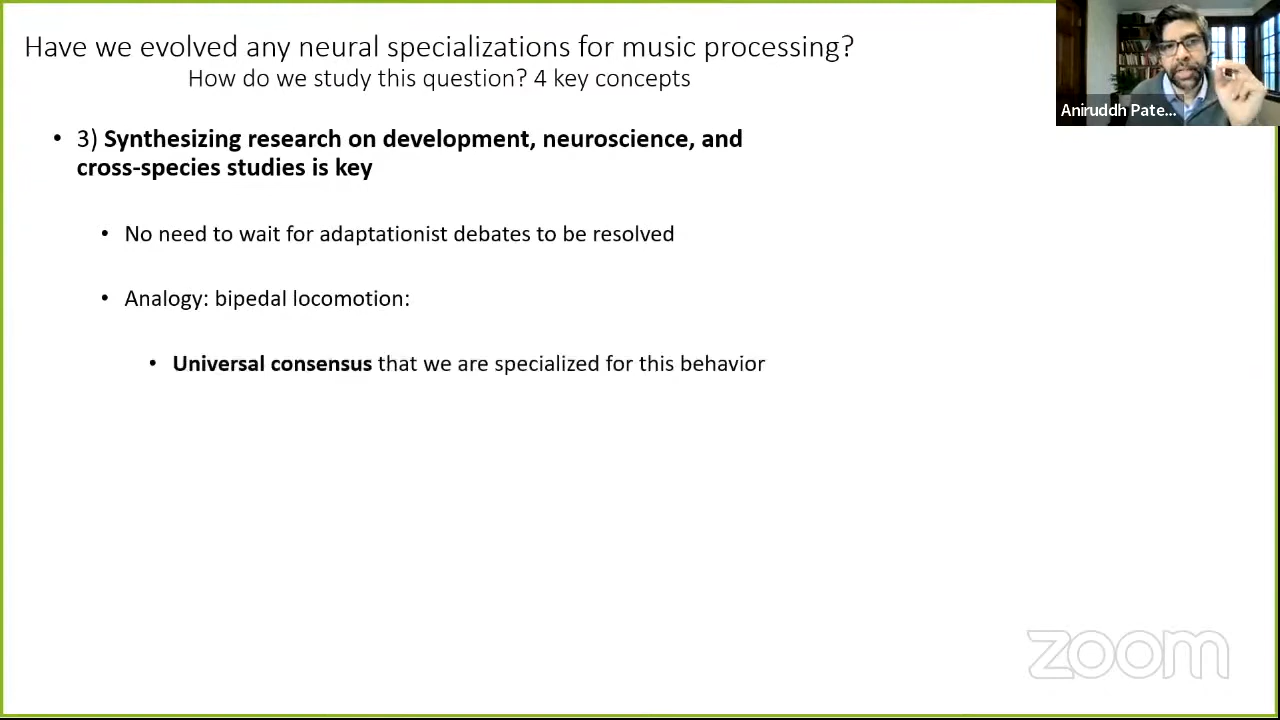 Have we evolved any neural specializations for music processing?
How do we study this question? 4 key concepts
Aniruddh Pate...
• 3) Synthesizing research on development, neuroscience, and
cross-species studies is key
• No need to wait for adaptationist debates to be resolved
• Analogy: bipedal locomotion:
• Universal consensus that we are specialized for this behavior
zoom